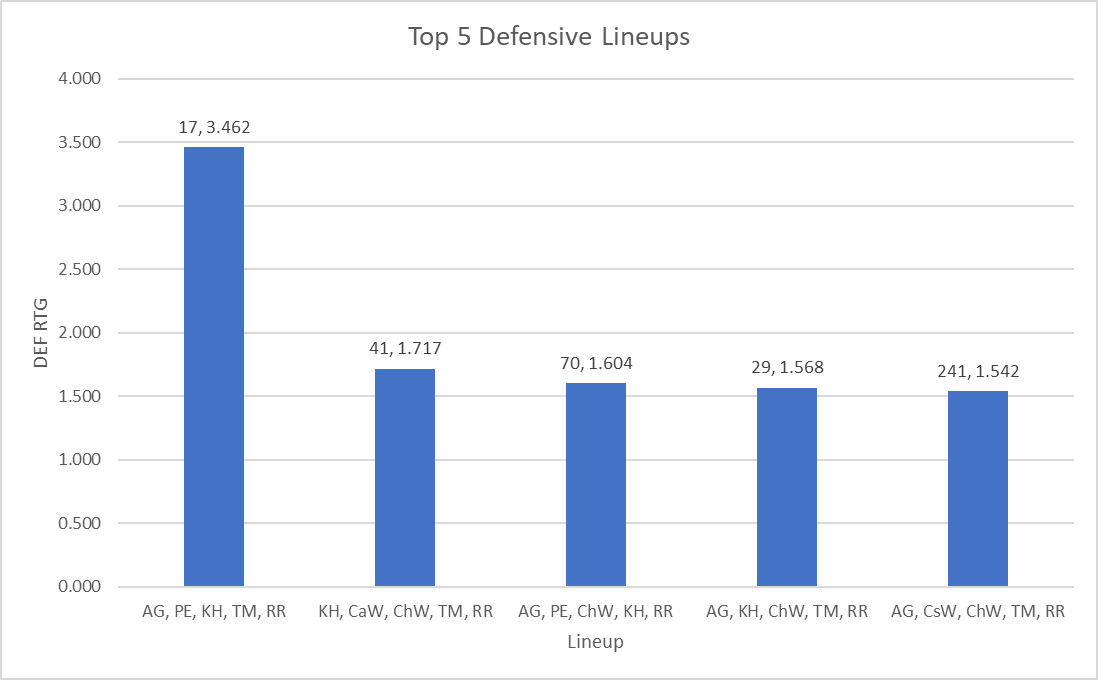 Top 5 Defensive Lineups
4.000
3.500
3.000
2.500
2.000
1.500
1.000
0.500
0.000
DEF RTG
17, 3.462
41, 1.717
70, 1.604
29, 1.568
241, 1.542
AG, PE, KH, TM, RR
KH, CaW, ChW, TM, RR
AG, PE, ChW, KH, RR
AG, KH, ChW, TM, RR
AG, CsW, ChW, TM, RR
Lineup